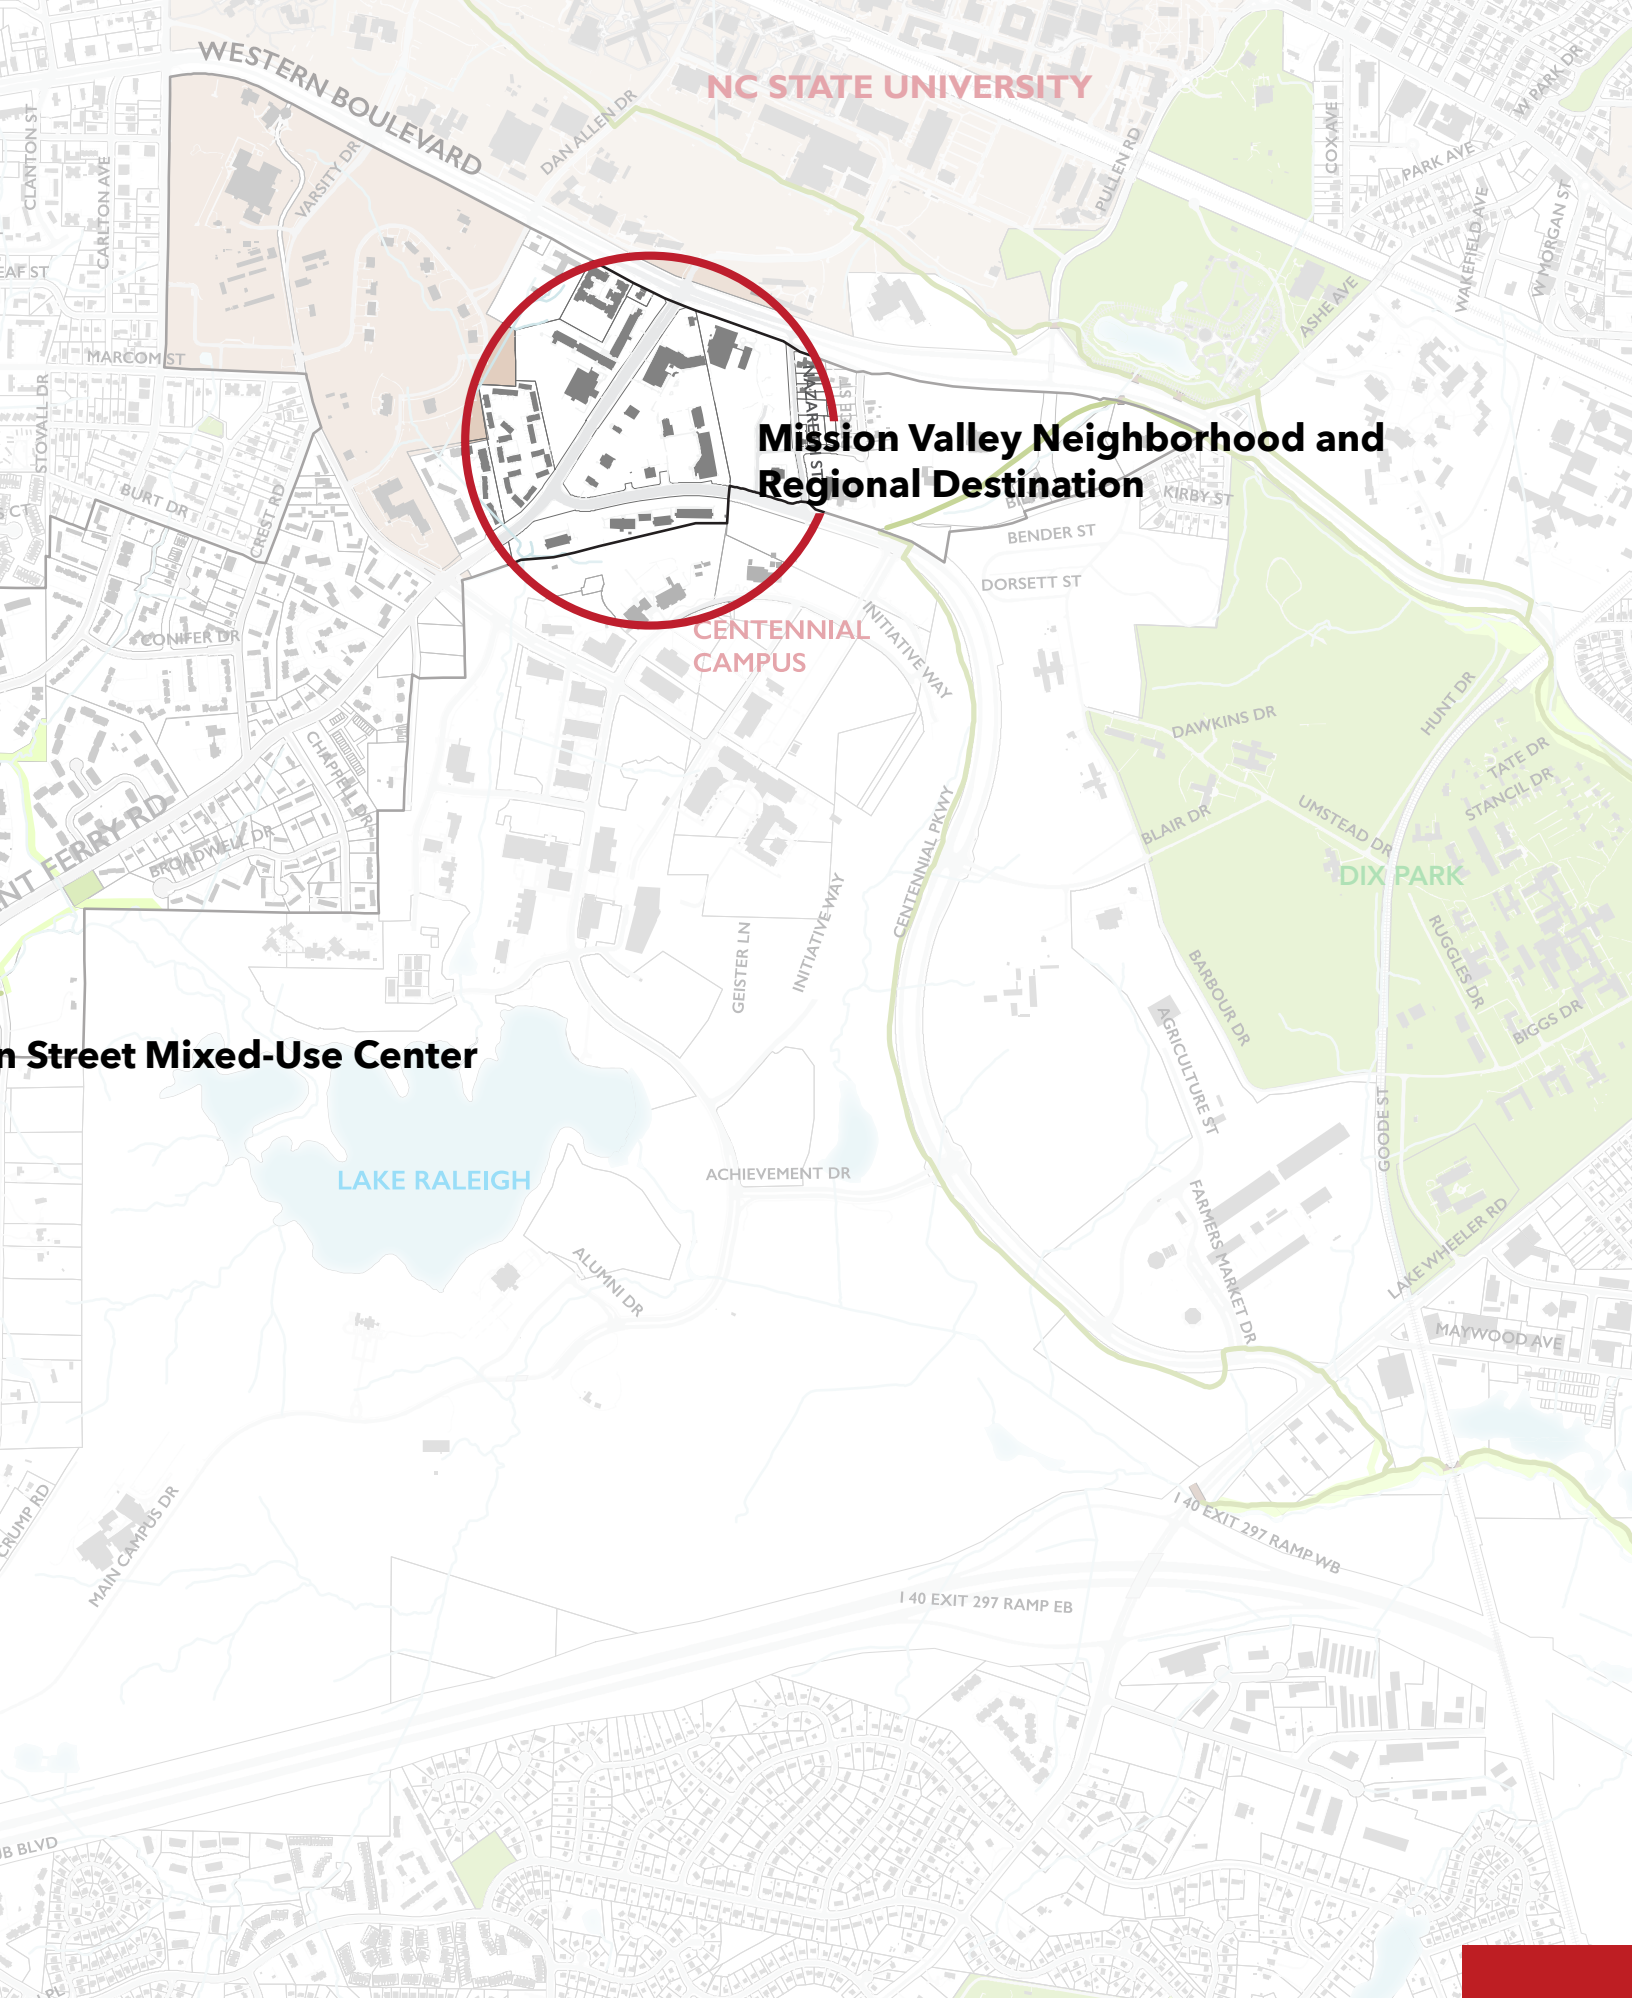 WESTERN BOULEVARD
NC STATE UNIVERSITY
W PARK DR
DAN ALLEN DR
CLANTON ST
CARLTON AVE
VARSITY DR
PULLEN RD
COX AVE
PARK AVE
WAKEFIELD AVE
W MORGAN ST
EAF ST
ASHE AVE
MARCOM ST
STOVALL DR
NAZARETH ST
CE ST
Mission Valley Neighborhood and
Regional Destination
BURT DR
CREST RD
S CT
KIRBY ST
BENDER ST
DORSETT ST
CONIFER DR
CENTENNIAL
CAMPUS
INITIATIVE WAY
HUNT DR
DAWKINS DR
TATE DR
STANCIL DR
CHAPPELL DR
UMSTEAD DR
BLAIR DR
NT FERRY RD
BROADWELL DR
CENTENNIAL PKWY
DIX PARK
INITIATIVE WAY
GEISTER LN
RUGGLES DR
BARBOUR DR
BIGGS DR
AGRICULTURE ST
n Street Mixed-Use Center
GOODE ST
ACHIEVEMENT DR
LAKE RALEIGH
FARMERS MARKET DR
LAKE WHEELER RD
ALUMNI DR
MAYWOOD AVE
CRUMP RD
MAIN CAMPUS DR
I 40 EXIT 297 RAMP WB
I 40 EXIT 297 RAMP EB
B BLVD
PL